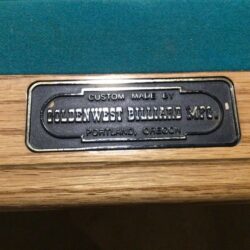 CUSTOM MADE BY
GOLDENWEST BILLIARD MFG.
PORTLAND, OREGON